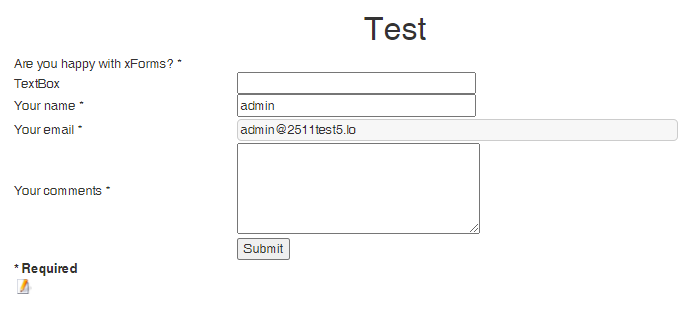 Test
Are you happy with xForms? *
TextBox
Your name * admin
Your email * admin@2511test5.lo
Your comments *
Submit
* Required